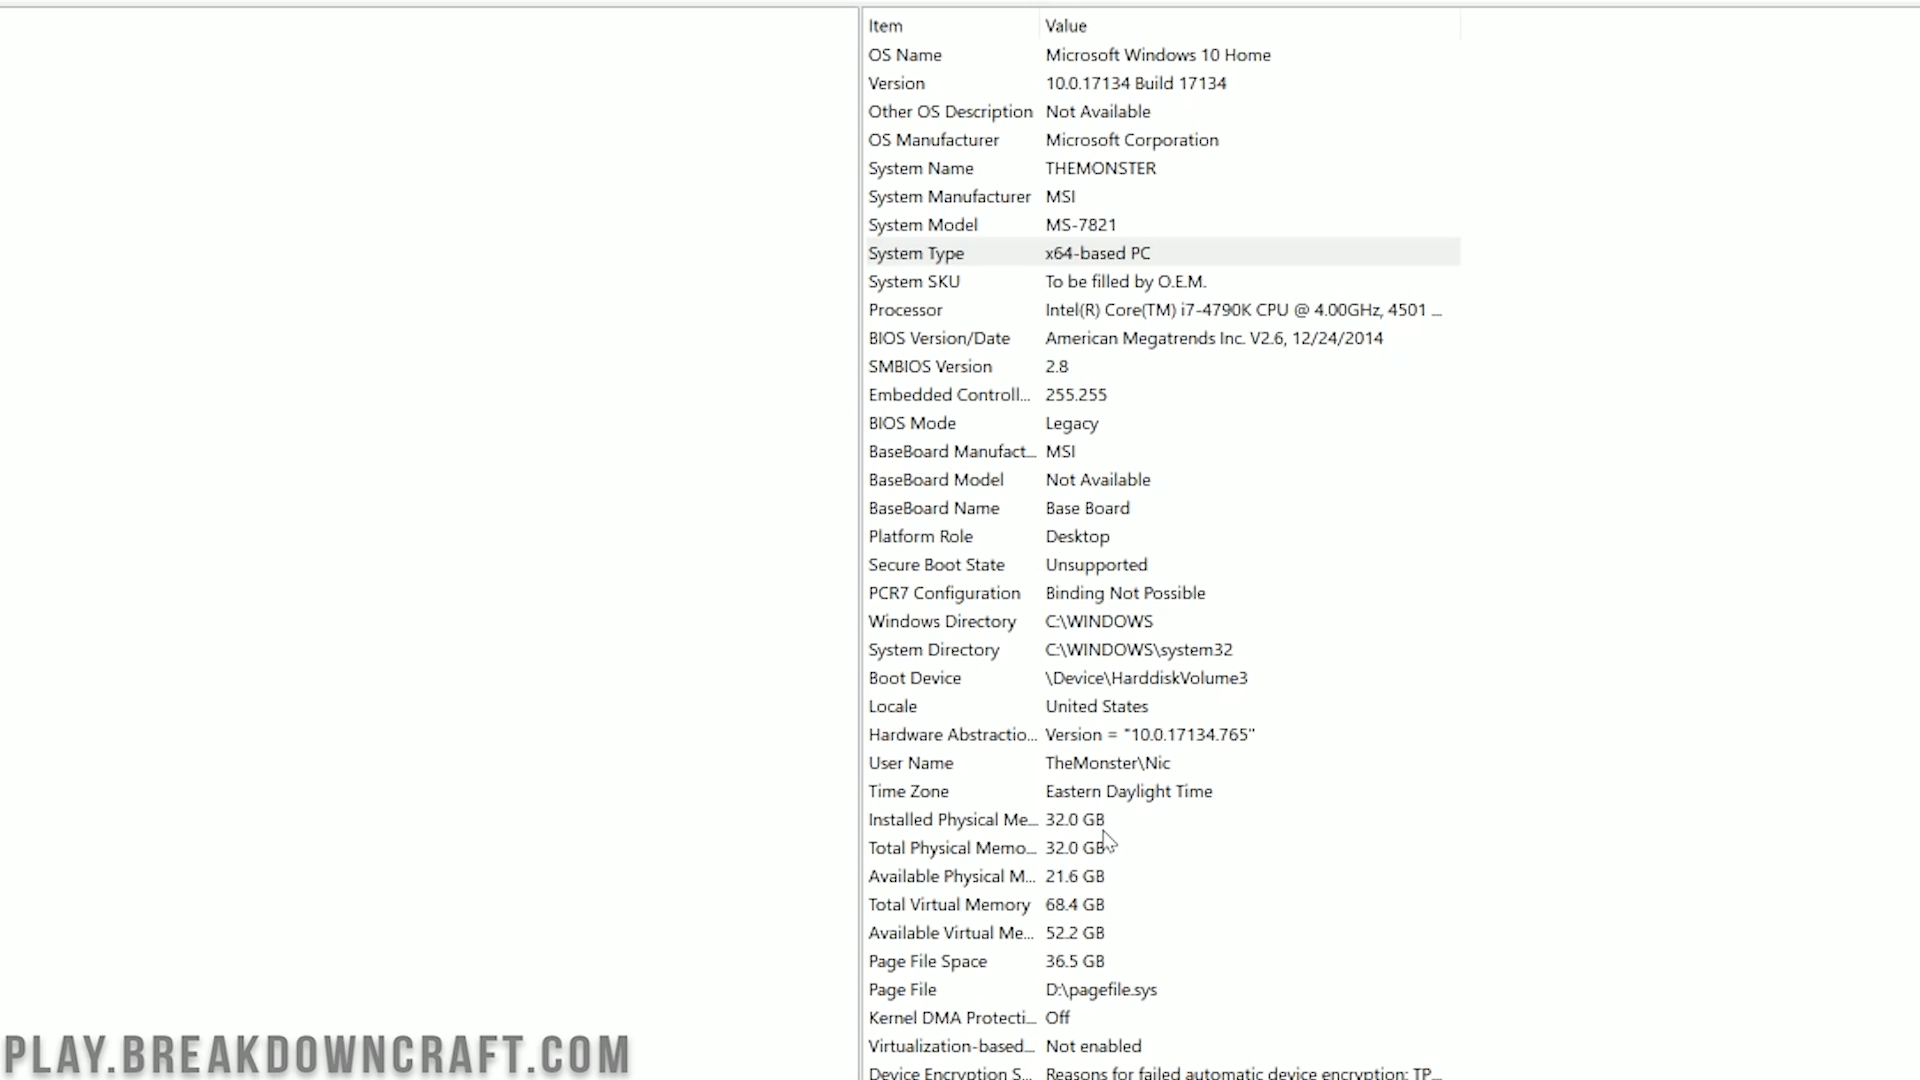 Item Value
OS Name Microsoft Windows 10 Home
Version 10.0.17134 Build 17134
Other OS Description Not Available
OS Manufacturer Microsoft Corporation
System Name THEMONSTER
System Manufacturer MSI
System Model MS-7821
System Type x64-based PC
System SKU To be filled by O.E.M.
Processor Intel(R) Core(TM) i7-4790K CPU @ 4.00GHz, 4501 ...
BIOS Version/Date American Megatrends Inc. V2.6, 12/24/2014
SMBIOS Version 2.8
Embedded Controll... 255.255
BIOS Mode Legacy
BaseBoard Manufact... MSI
BaseBoard Model Not Available
BaseBoard Name Base Board
Platform Role Desktop
Secure Boot State Unsupported
PCR7 Configuration Binding Not Possible
Windows Directory C:\WINDOWS
System Directory C:\WINDOWS\system32
Boot Device \Device\HarddiskVolume3
Locale United States
Hardware Abstractio... Version = "10.0.17134.765"
User Name TheMonster\Nic
Time Zone Eastern Daylight Time
Installed Physical Me... 32.0 GB
Total Physical Memo... 32.0 GB
Available Physical M... 21.6 GB
Total Virtual Memory 68.4 GB
Available Virtual Me... 52.2 GB
Page File Space 36.5 GB
Page File D:\pagefile.sys
Kernel DMA Protecti... Off
Virtualization-based... Not enabled
Device Encryption S... Reasons for failed automatic device encryption: TP...
PLAY.BREAKDOWNCRAFT.COM